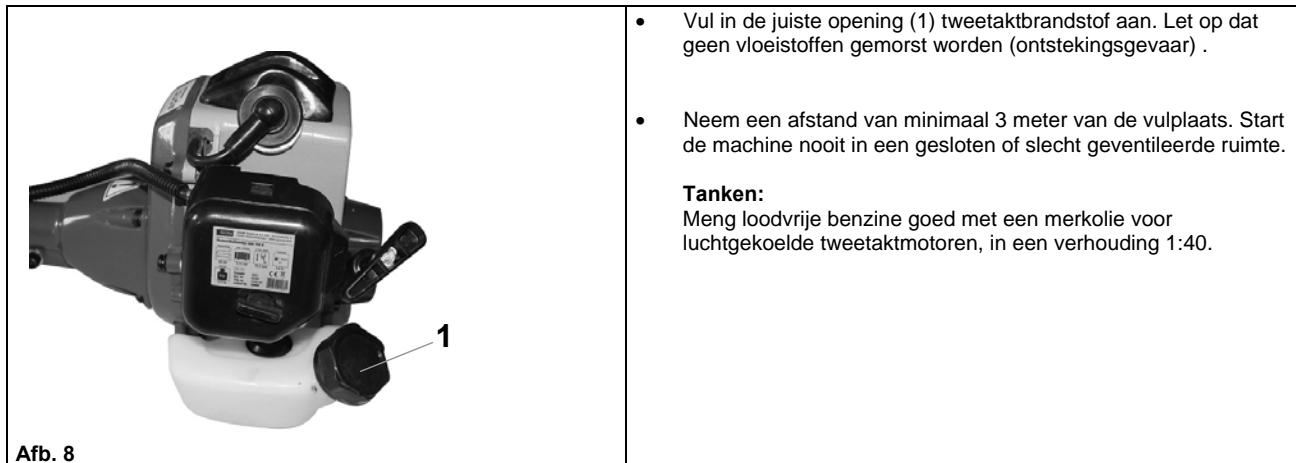 1
Afb. 8
• Vul in de juiste opening (1) tweetaktbrandstof aan. Let op dat
geen vloeistoffen gemorst worden (ontstekingsgevaar) .
• Neem een afstand van minimaal 3 meter van de vulplaats. Start
de machine nooit in een gesloten of slecht geventileerde ruimte.
Tanken:
Meng loodvrije benzine goed met een merkolie voor
luchtgekoelde tweetaktmotoren, in een verhouding 1:40.